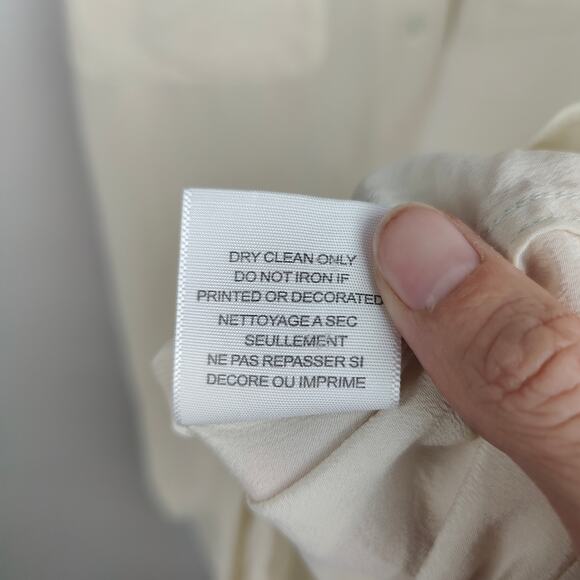 DRY CLEAN ONLY
DO NOT IRON IF
PRINTED OR DECORATED
NETTOYAGE A SEC
SEULLEMENT
NE PAS REPASSER SI
DECORE OU IMPRIME